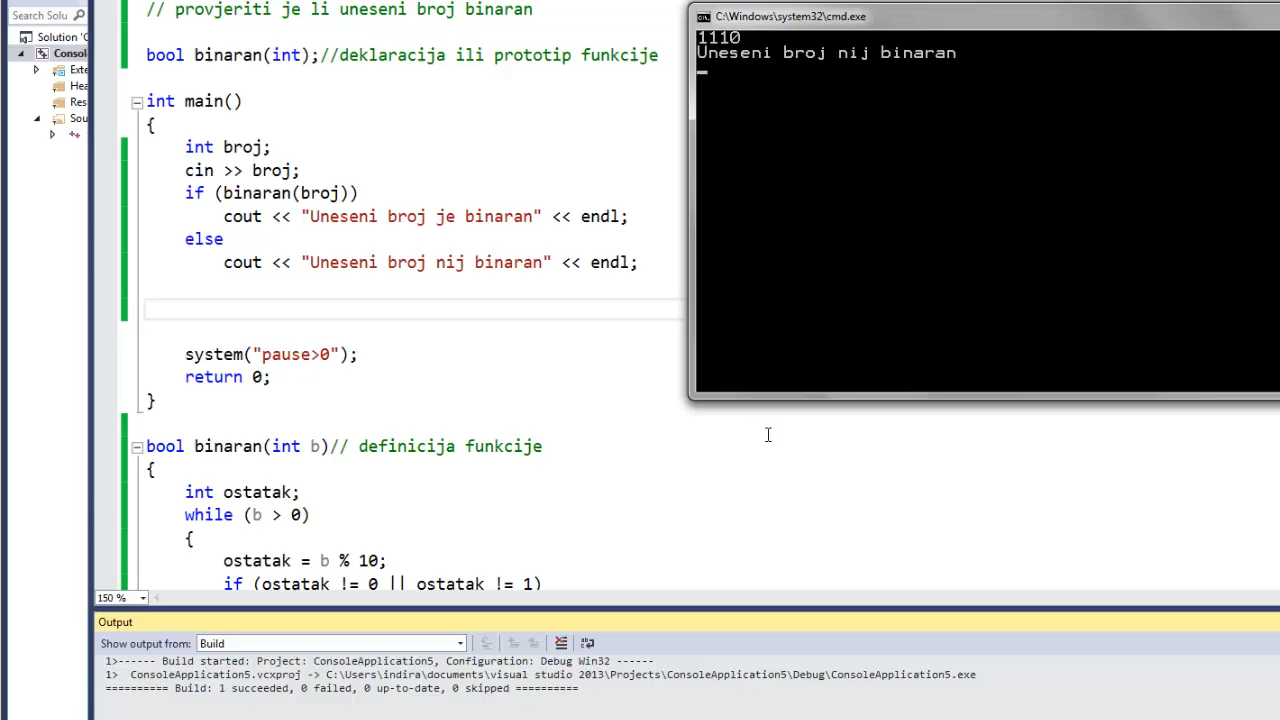 Search Solu
Solution 'C
Consol
Exte
Hea
Res
Sou
// provjeriti je li uneseni broj binaran
bool binaran(int);//deklaracija ili prototip funkcije
int main()
{
int broj;
cin >> broj;
if (binaran(broj))
cout << "Uneseni broj je binaran" << endl;
else
cout << "Uneseni broj nij binaran" << endl;
system("pause>0");
return 0;
}
bool binaran(int b)// definicija funkcije
{
int ostatak;
while (b > 0)
{
ostatak = b % 10;
if (ostatak != 0 || ostatak != 1)
C:\Windows\system32\cmd.exe
1110
Uneseni broj nij binaran
150 %
Output
Show output from: Build
1>------ Build started: Project: ConsoleApplication5, Configuration: Debug Win32 ------
1>  ConsoleApplication5.vcxproj -> C:\Users\indira\documents\visual studio 2013\Projects\ConsoleApplication5\Debug\ConsoleApplication5.exe
========== Build: 1 succeeded, 0 failed, 0 up-to-date, 0 skipped ==========